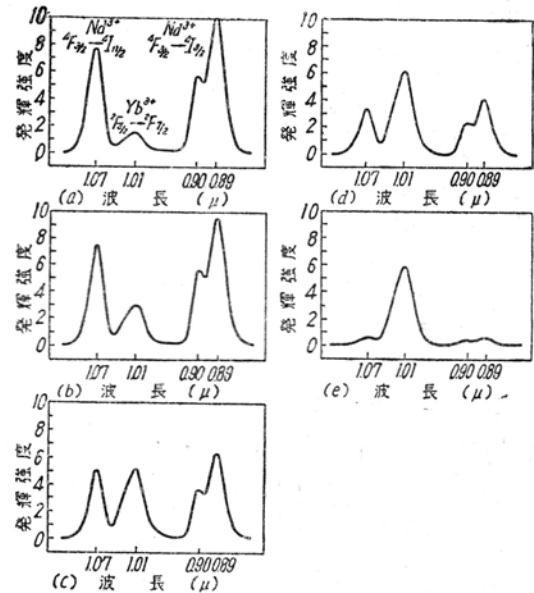 10
8
6
4
2
0
発輝強度
Nd³⁺
⁴F₃/₂→⁴I₁₁/₂
Nd³⁺
⁴F₃/₂→⁴I₉/₂
Yb³⁺
²F₅/₂→²F₇/₂
1.07 1.01 0.90 0.89
(a) 波 長 (μ)
10
8
6
4
2
0
発輝強度
1.07 1.01 0.90 0.89
(b) 波 長 (μ)
10
8
6
4
2
0
発輝強度
1.07 1.01 0.90 0.89
(c) 波 長 (μ)
10
8
6
4
2
0
発輝強度
1.07 1.01 0.90 0.89
(d) 波 長 (μ)
10
8
6
4
2
0
発輝強度
1.07 1.01 0.90 0.89
(e) 波 長 (μ)